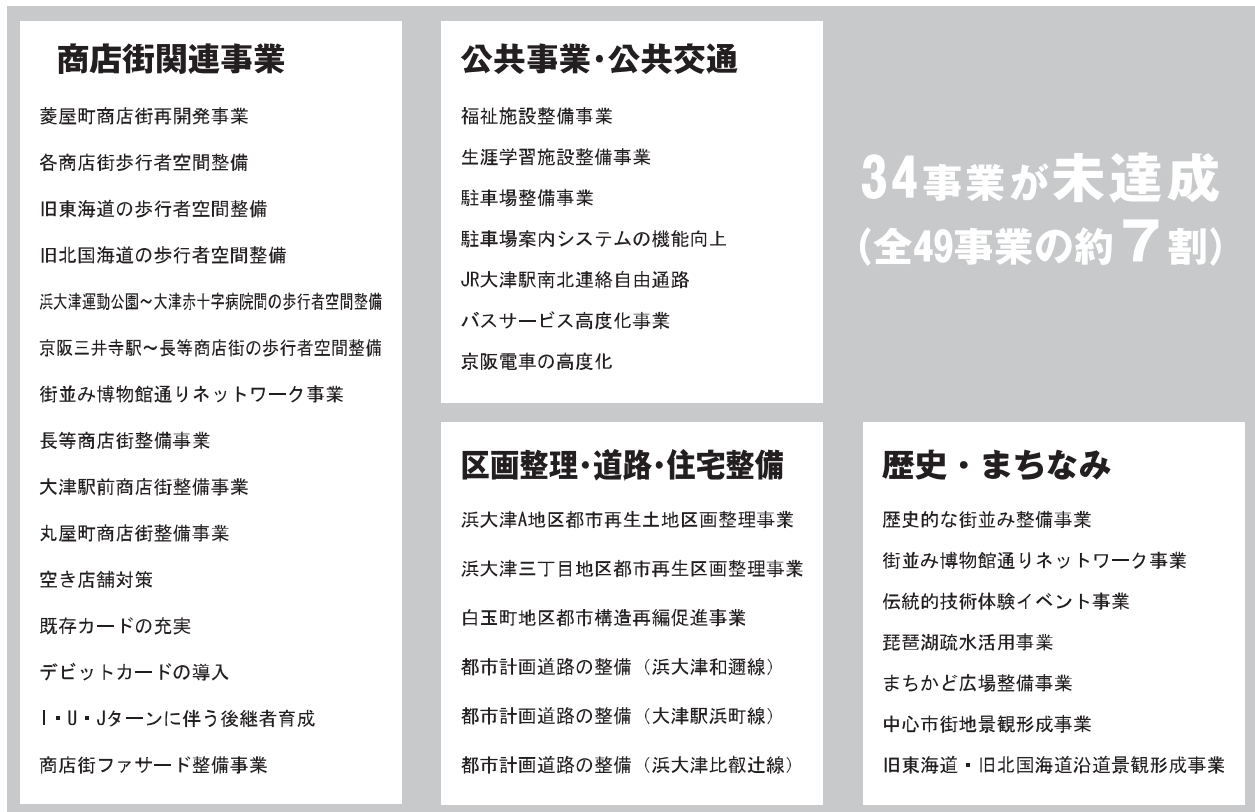 商店街関連事業
菱屋町商店街再開発事業
各商店街歩行者空間整備
旧東海道の歩行者空間整備
旧北国海道の歩行者空間整備
浜大津運動公園～大津赤十字病院間の歩行者空間整備
京阪三井寺駅～長等商店街の歩行者空間整備
街並み博物館通りネットワーク事業
長等商店街整備事業
大津駅前商店街整備事業
丸屋町商店街整備事業
空き店舗対策
既存カードの充実
デビットカードの導入
I・U・Jターンに伴う後継者育成
商店街ファサード整備事業
公共事業・公共交通
福祉施設整備事業
生涯学習施設整備事業
駐車場整備事業
駐車場案内システムの機能向上
JR大津駅南北連絡自由通路
バスサービス高度化事業
京阪電車の高度化
34事業が未達成
(全49事業の約7割)
区画整理・道路・住宅整備
浜大津A地区都市再生土地区画整理事業
浜大津三丁目地区都市再生区画整理事業
白玉町地区都市構造再編促進事業
都市計画道路の整備（浜大津和邇線）
都市計画道路の整備（大津駅浜町線）
都市計画道路の整備（浜大津比叡辻線）
歴史・まちなみ
歴史的な街並み整備事業
街並み博物館通りネットワーク事業
伝統的技術体験イベント事業
琵琶湖疏水活用事業
まちかど広場整備事業
中心市街地景観形成事業
旧東海道・旧北国海道沿道景観形成事業